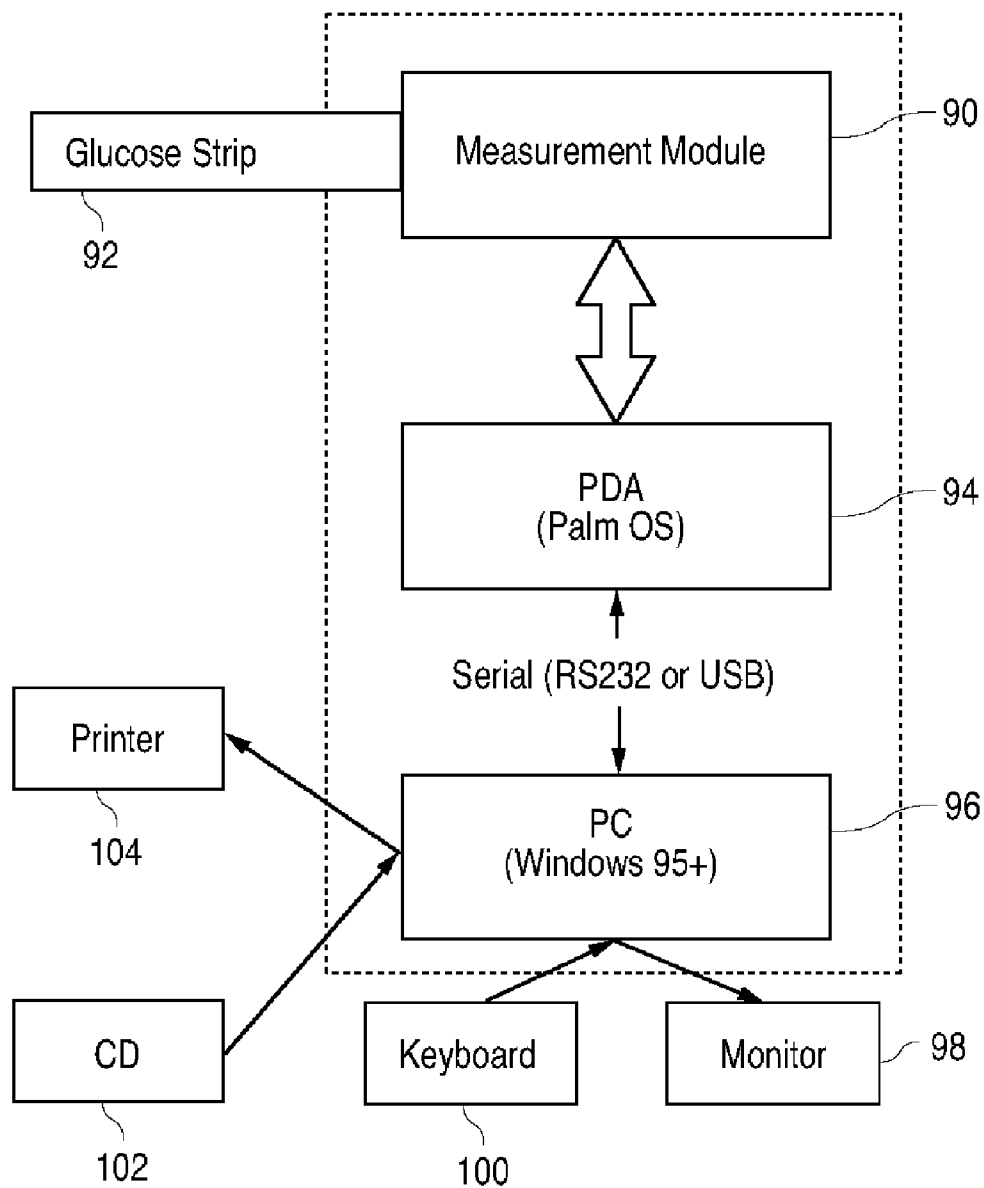 Measurement Module
90
Glucose Strip
92
PDA
(Palm OS)
94
Serial (RS232 or USB)
Printer
104
PC
(Windows 95+)
96
CD
102
Keyboard
100
Monitor
98